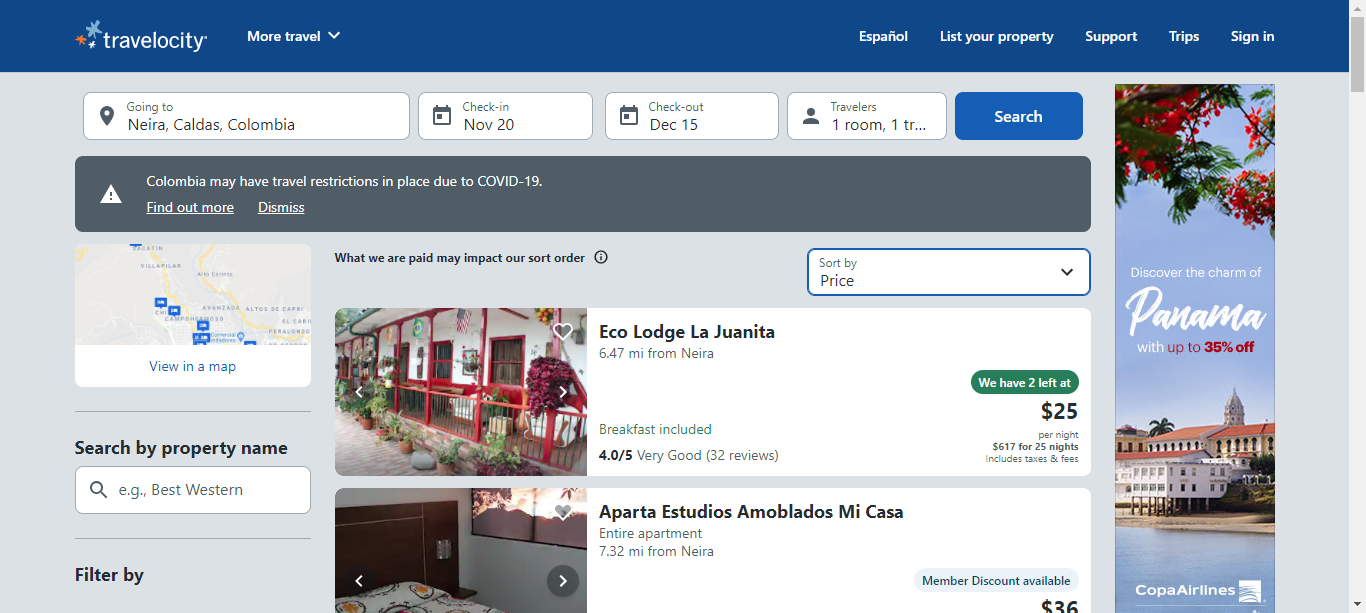 travelocity
More travel
Español
List your property
Support
Trips
Sign in
Going to
Neira, Caldas, Colombia
Check-in
Nov 20
Check-out
Dec 15
Travelers
1 room, 1 tr...
Search
Colombia may have travel restrictions in place due to COVID-19.
Find out more
Dismiss
VILLAPILAR
Alto Cermo
AVENIDA
ALTOS DE CAPRI
CAMPOHERMOSO
View in a map
Search by property name
e.g., Best Western
Filter by
What we are paid may impact our sort order
Sort by
Price
Eco Lodge La Juanita
6.47 mi from Neira
We have 2 left at
$25
per night
$617 for 25 nights
Includes taxes & fees
Breakfast included
4.0/5 Very Good (32 reviews)
Aparta Estudios Amoblados Mi Casa
Entire apartment
7.32 mi from Neira
Member Discount available
$36
Discover the charm of
Panama
with up to 35% off
CopaAirlines